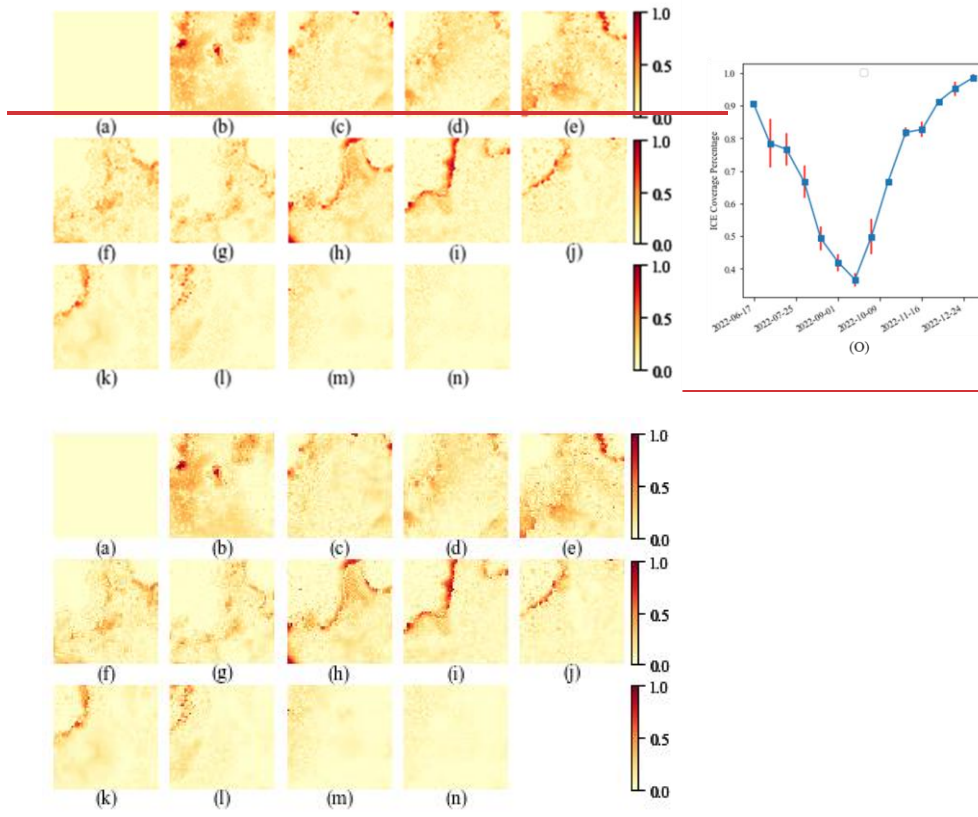 1.0
0.5
0.0
(a) (b) (c) (d) (e)
1.0
0.5
0.0
(f) (g) (h) (i) (j)
1.0
0.5
0.0
(k) (l) (m) (n)
1.0
0.9
0.8
0.7
0.6
0.5
0.4
ICE Coverage Percentage
2022-06-17 2022-07-25 2022-09-01 2022-10-09 2022-11-16 2022-12-24
(O)
1.0
0.5
0.0
(a) (b) (c) (d) (e)
1.0
0.5
0.0
(f) (g) (h) (i) (j)
1.0
0.5
0.0
(k) (l) (m) (n)